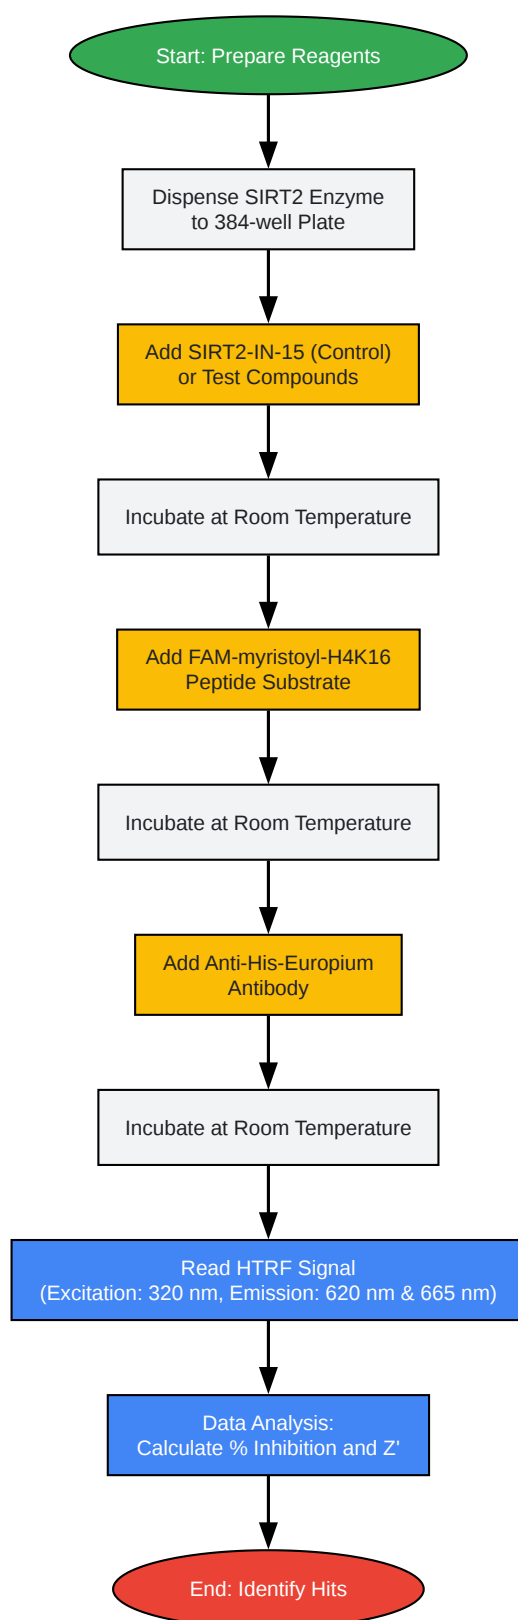 Start: Prepare Reagents
Dispense SIRT2 Enzyme
to 384-well Plate
Add SIRT2-IN-15 (Control)
or Test Compounds
Incubate at Room Temperature
Add FAM-myristoyl-H4K16
Peptide Substrate
Incubate at Room Temperature
Add Anti-His-Europium
Antibody
Incubate at Room Temperature
Read HTRF Signal
(Excitation: 320 nm, Emission: 620 nm & 665 nm)
Data Analysis:
Calculate % Inhibition and Z'
End: Identify Hits